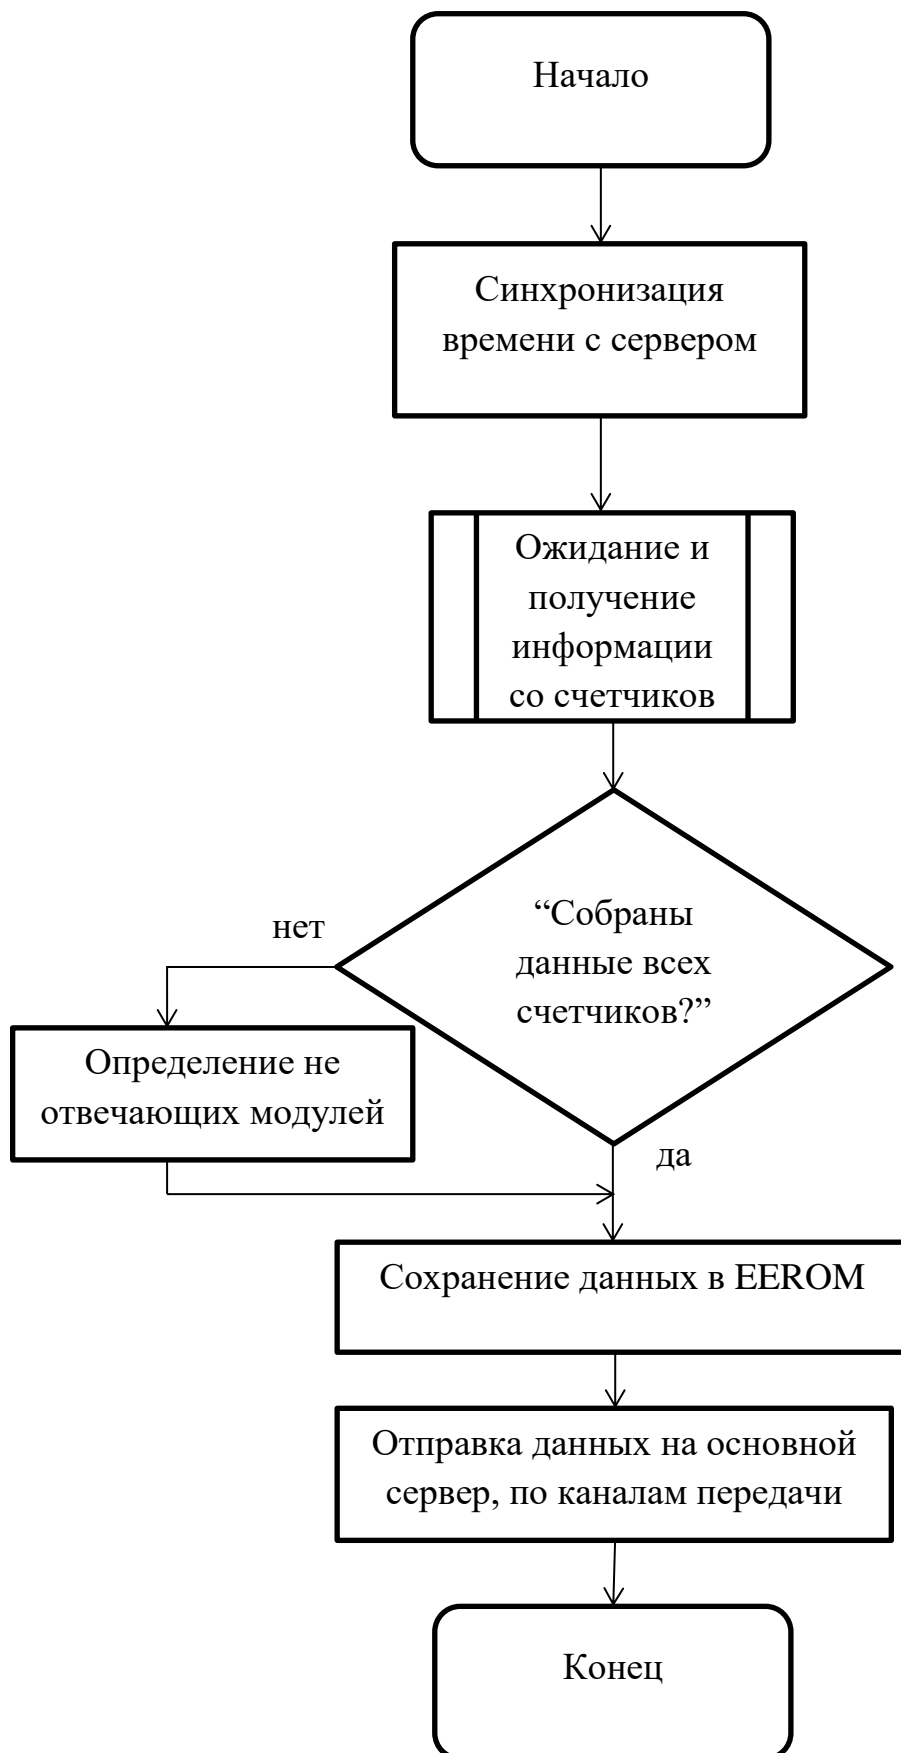 Начало
Синхронизация
времени с сервером
Ожидание и
получение
информации
со счетчиков
“Собраны
данные всех
счетчиков?”
нет
Определение не
отвечающих модулей
да
Сохранение данных в EEROM
Отправка данных на основной
сервер, по каналам передачи
Конец